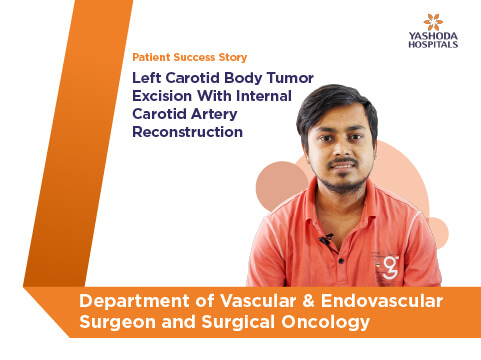 YASHODA
HOSPITALS
Patient Success Story
Left Carotid Body Tumor
Excision With Internal
Carotid Artery
Reconstruction
g
Department of Vascular & Endovascular
Surgeon and Surgical Oncology